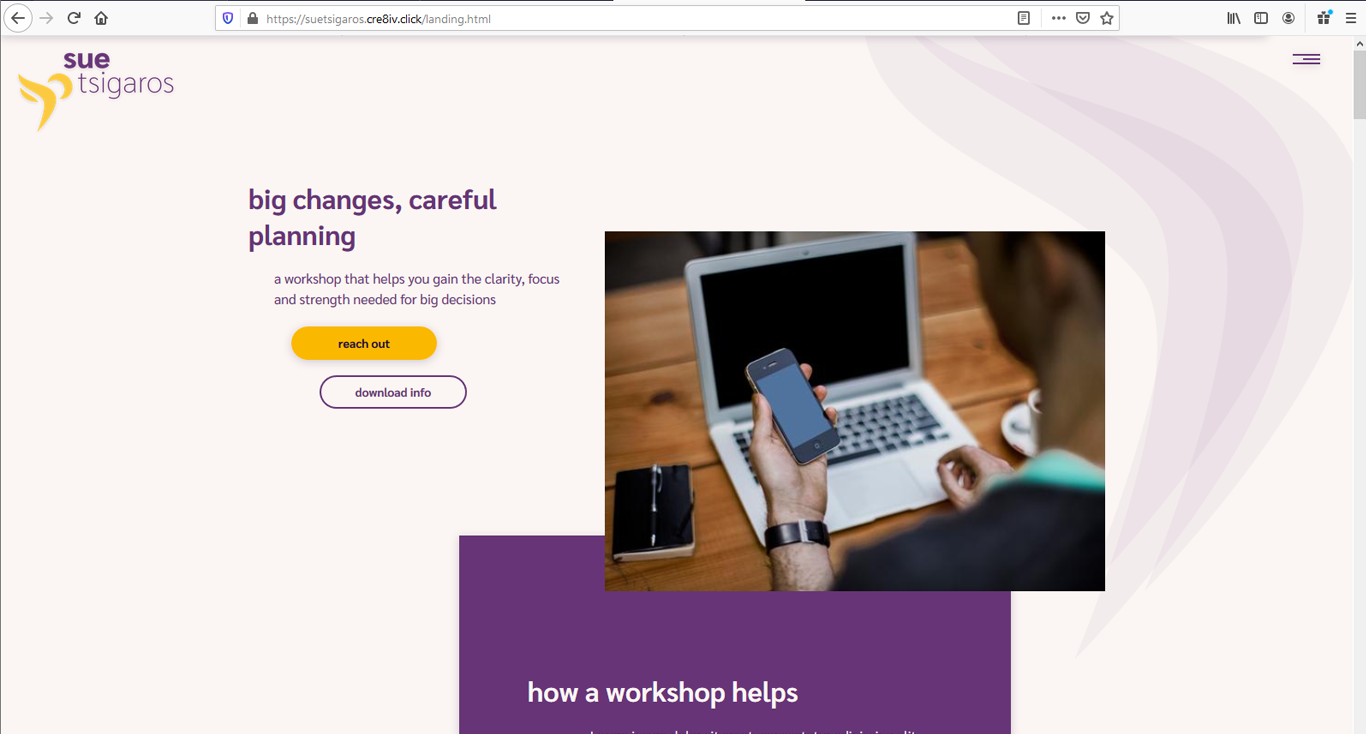 https://suetsigaros.cre8iv.click/landing.html
sue
tsigaros
big changes, careful
planning
a workshop that helps you gain the clarity, focus
and strength needed for big decisions
reach out
download info
how a workshop helps